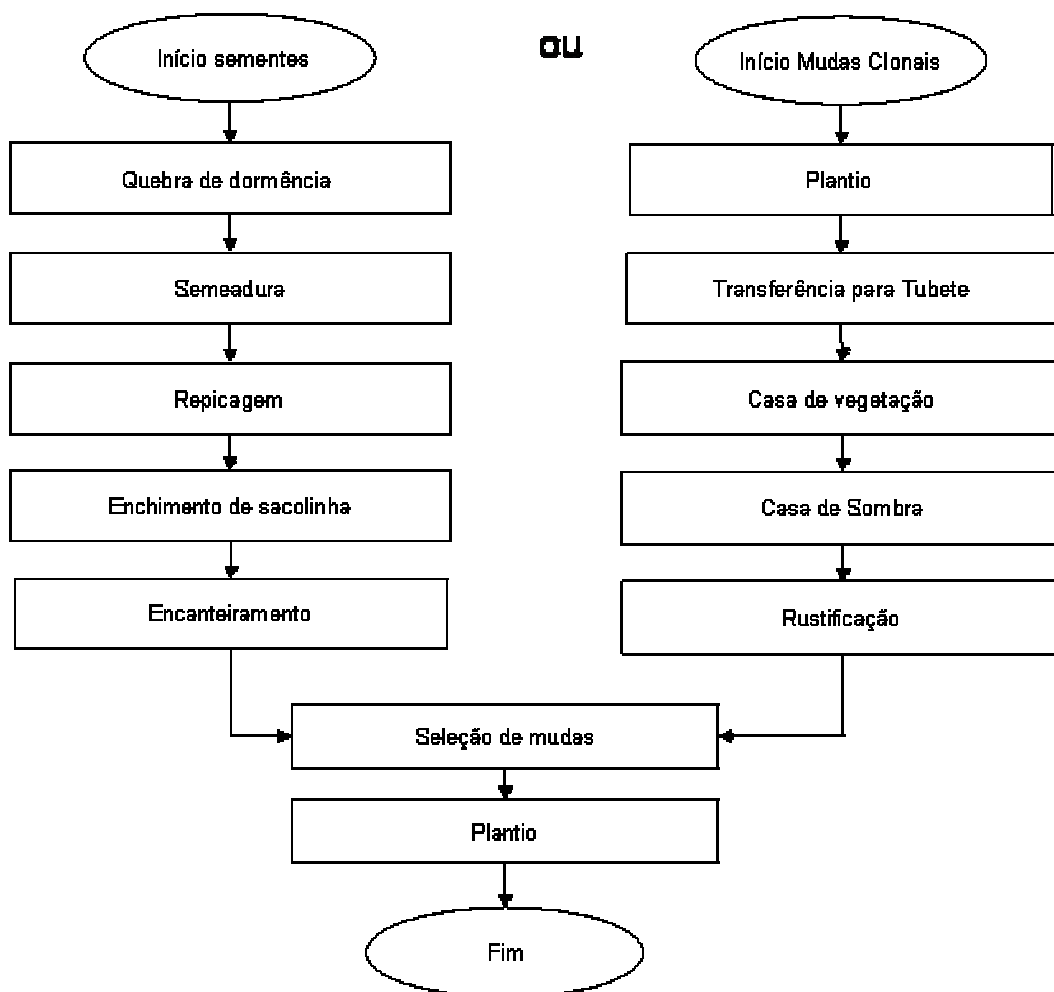 Início sementes
ou
Início Mudas Clonais
Quebra de dormência
Semeadura
Repicagem
Enchimento de sacolinha
Encanteiramento
Plantio
Transferência para Tubete
Casa de vegetação
Casa de Sombra
Rustificação
Seleção de mudas
Plantio
Fim